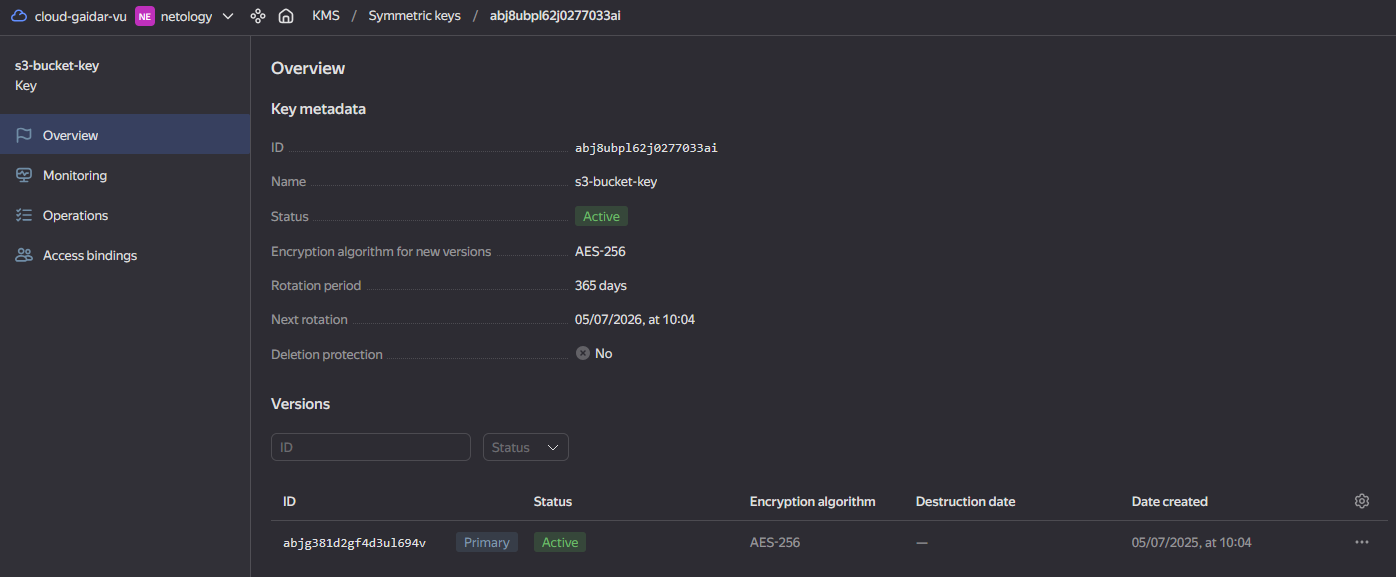 cloud-gaidar-vu NE netology KMS / Symmetric keys / abj8ubpl62j0277033ai
s3-bucket-key
Key
Overview
Monitoring
Operations
Access bindings
Overview
Key metadata
ID abj8ubpl62j0277033ai
Name s3-bucket-key
Status Active
Encryption algorithm for new versions AES-256
Rotation period 365 days
Next rotation 05/07/2026, at 10:04
Deletion protection No
Versions
ID Status
ID Status Encryption algorithm Destruction date Date created
abjg381d2gf4d3ul694v Primary Active AES-256 — 05/07/2025, at 10:04